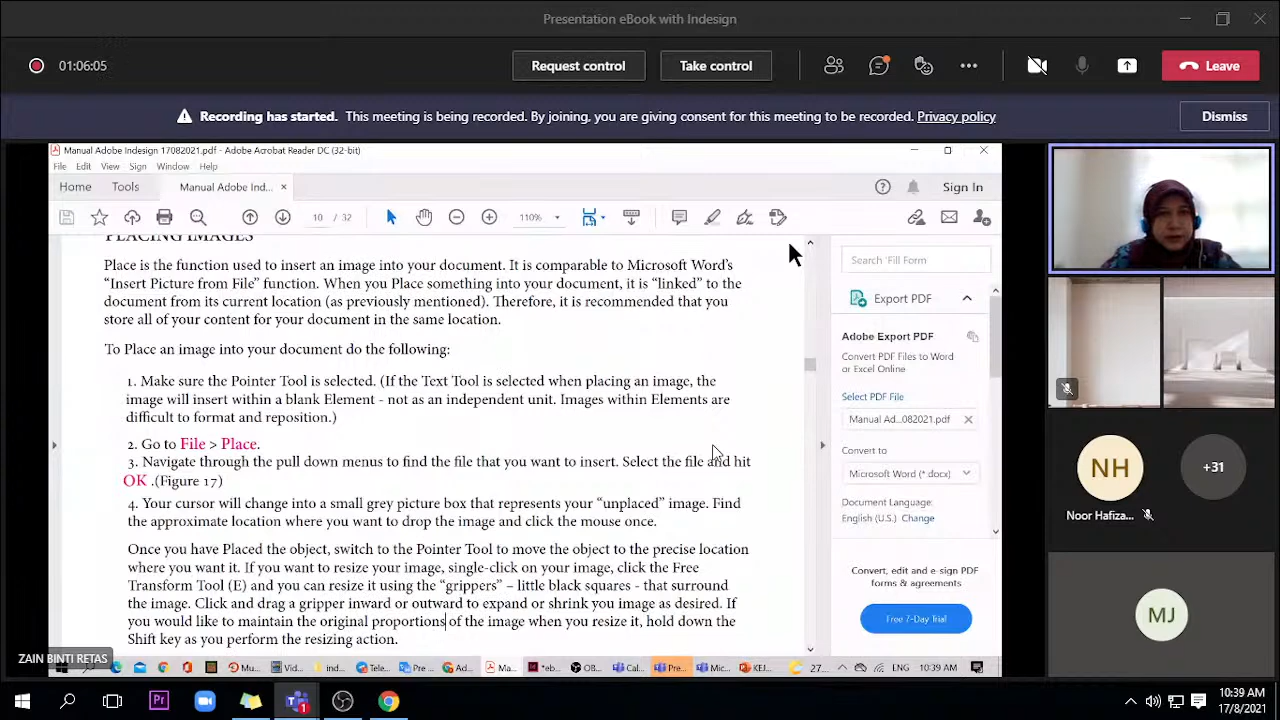 Presentation eBook with Indesign
01:06:05
Request control
Take control
Leave
Recording has started. This meeting is being recorded. By joining, you are giving consent for this meeting to be recorded. Privacy policy
Dismiss
Manual Adobe Indesign 17082021.pdf - Adobe Acrobat Reader DC (32-bit)
File Edit View Sign Window Help
Home Tools Manual Adobe Ind... ×
Sign In
10 / 32
110%
PLACING IMAGES
Place is the function used to insert an image into your document. It is comparable to Microsoft Word's
"Insert Picture from File" function. When you Place something into your document, it is "linked" to the
document from its current location (as previously mentioned). Therefore, it is recommended that you
store all of your content for your document in the same location.
To Place an image into your document do the following:
1. Make sure the Pointer Tool is selected. (If the Text Tool is selected when placing an image, the
image will insert within a blank Element - not as an independent unit. Images within Elements are
difficult to format and reposition.)
2. Go to File > Place.
3. Navigate through the pull down menus to find the file that you want to insert. Select the file and hit
OK .(Figure 17)
4. Your cursor will change into a small grey picture box that represents your "unplaced" image. Find
the approximate location where you want to drop the image and click the mouse once.
Once you have Placed the object, switch to the Pointer Tool to move the object to the precise location
where you want it. If you want to resize your image, single-click on your image, click the Free
Transform Tool (E) and you can resize it using the "grippers" – little black squares - that surround
the image. Click and drag a gripper inward or outward to expand or shrink you image as desired. If
you would like to maintain the original proportions of the image when you resize it, hold down the
Shift key as you perform the resizing action.
Search 'Fill Form
Export PDF
Adobe Export PDF
Convert PDF Files to Word
or Excel Online
Select PDF File
Manual Ad...082021.pdf ×
Convert to
Microsoft Word (*.docx)
Document Language:
English (U.S.) Change
Convert, edit and e-sign PDF
forms & agreements
Free 7-Day Trial
NH
Noor Hafiza...
+31
MJ
ZAIN BINTI RETAS
Mu... Vid... ind... Tele... Pre... Ad... Ma... *eb... OB... Cal... Pre... Mic... KEJ... 27... ENG 10:39 AM
Pr
1
10:39 AM
17/8/2021